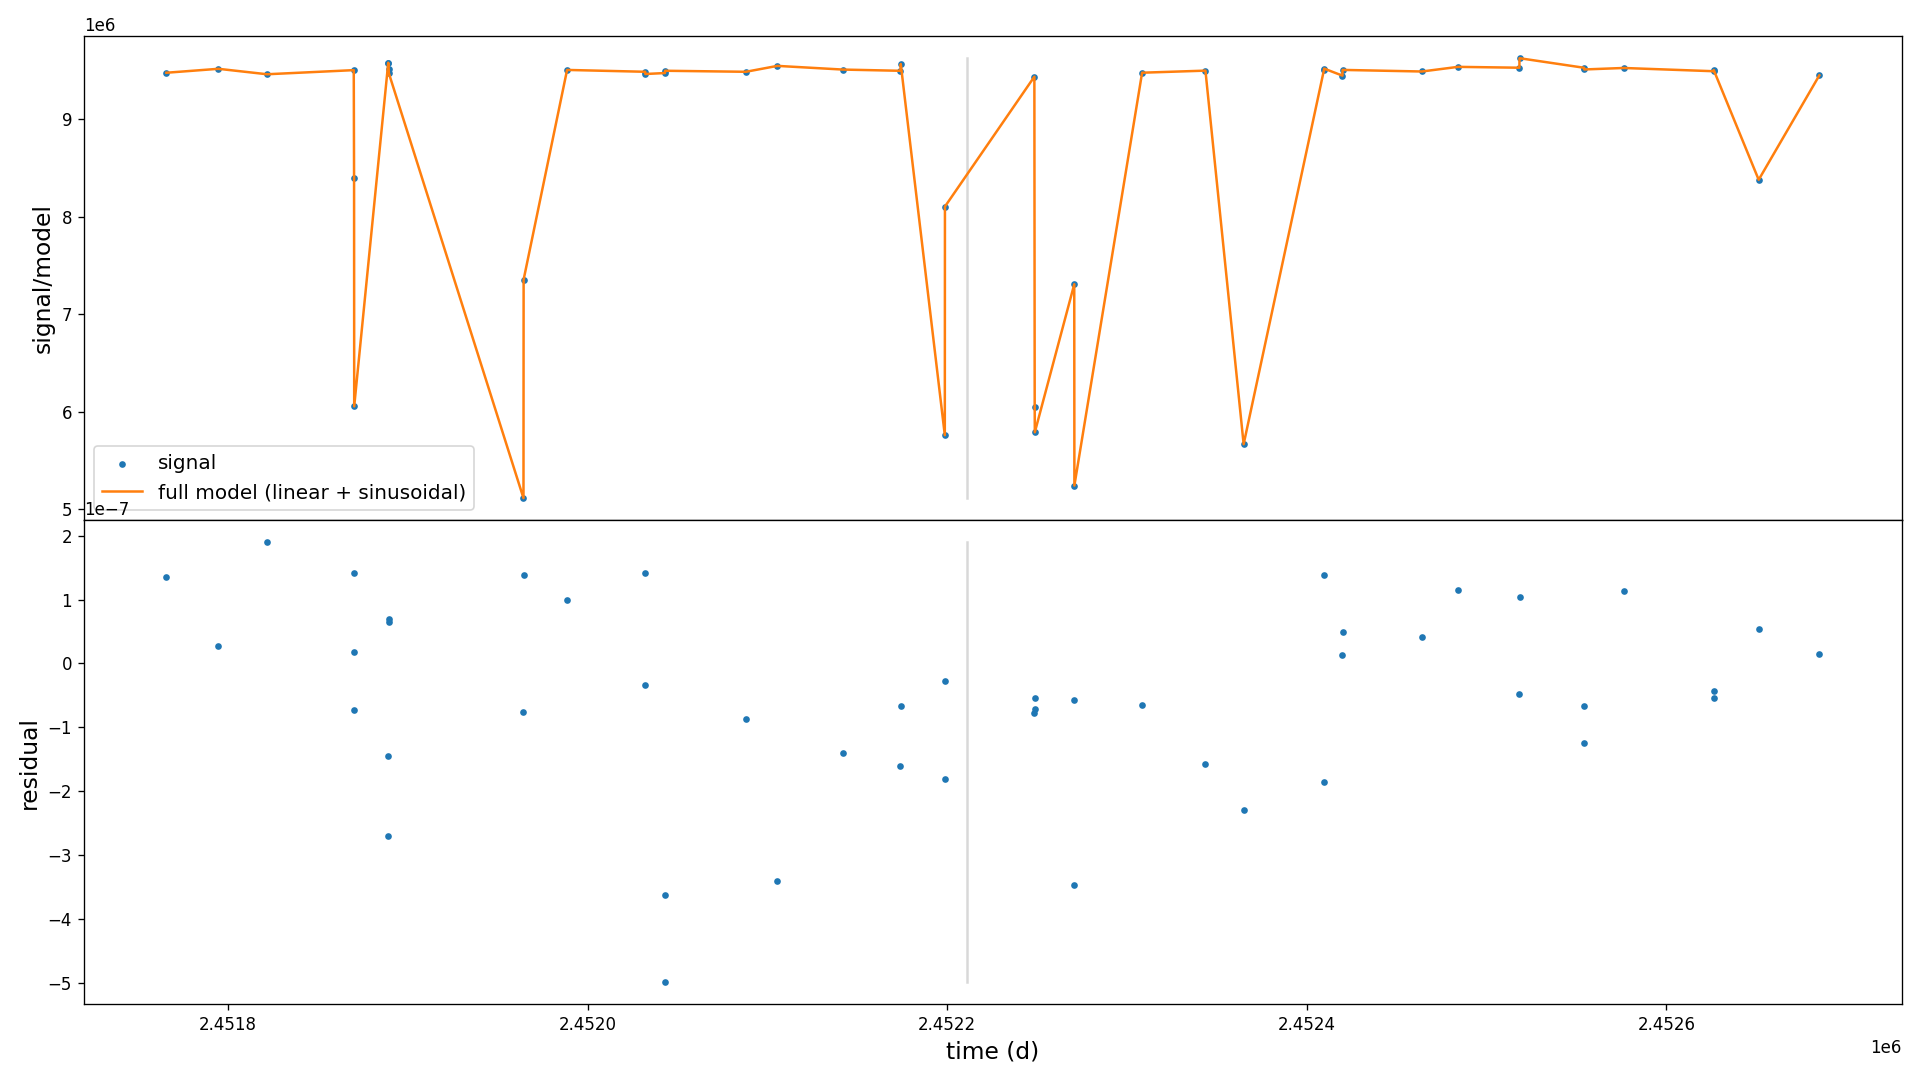 1e6
9
8
7
6
5
signal/model
signal
full model (linear + sinusoidal)
1e−7
2
1
0
−1
−2
−3
−4
−5
residual
2.4518
2.4520
2.4522
2.4524
2.4526
time (d)
1e6